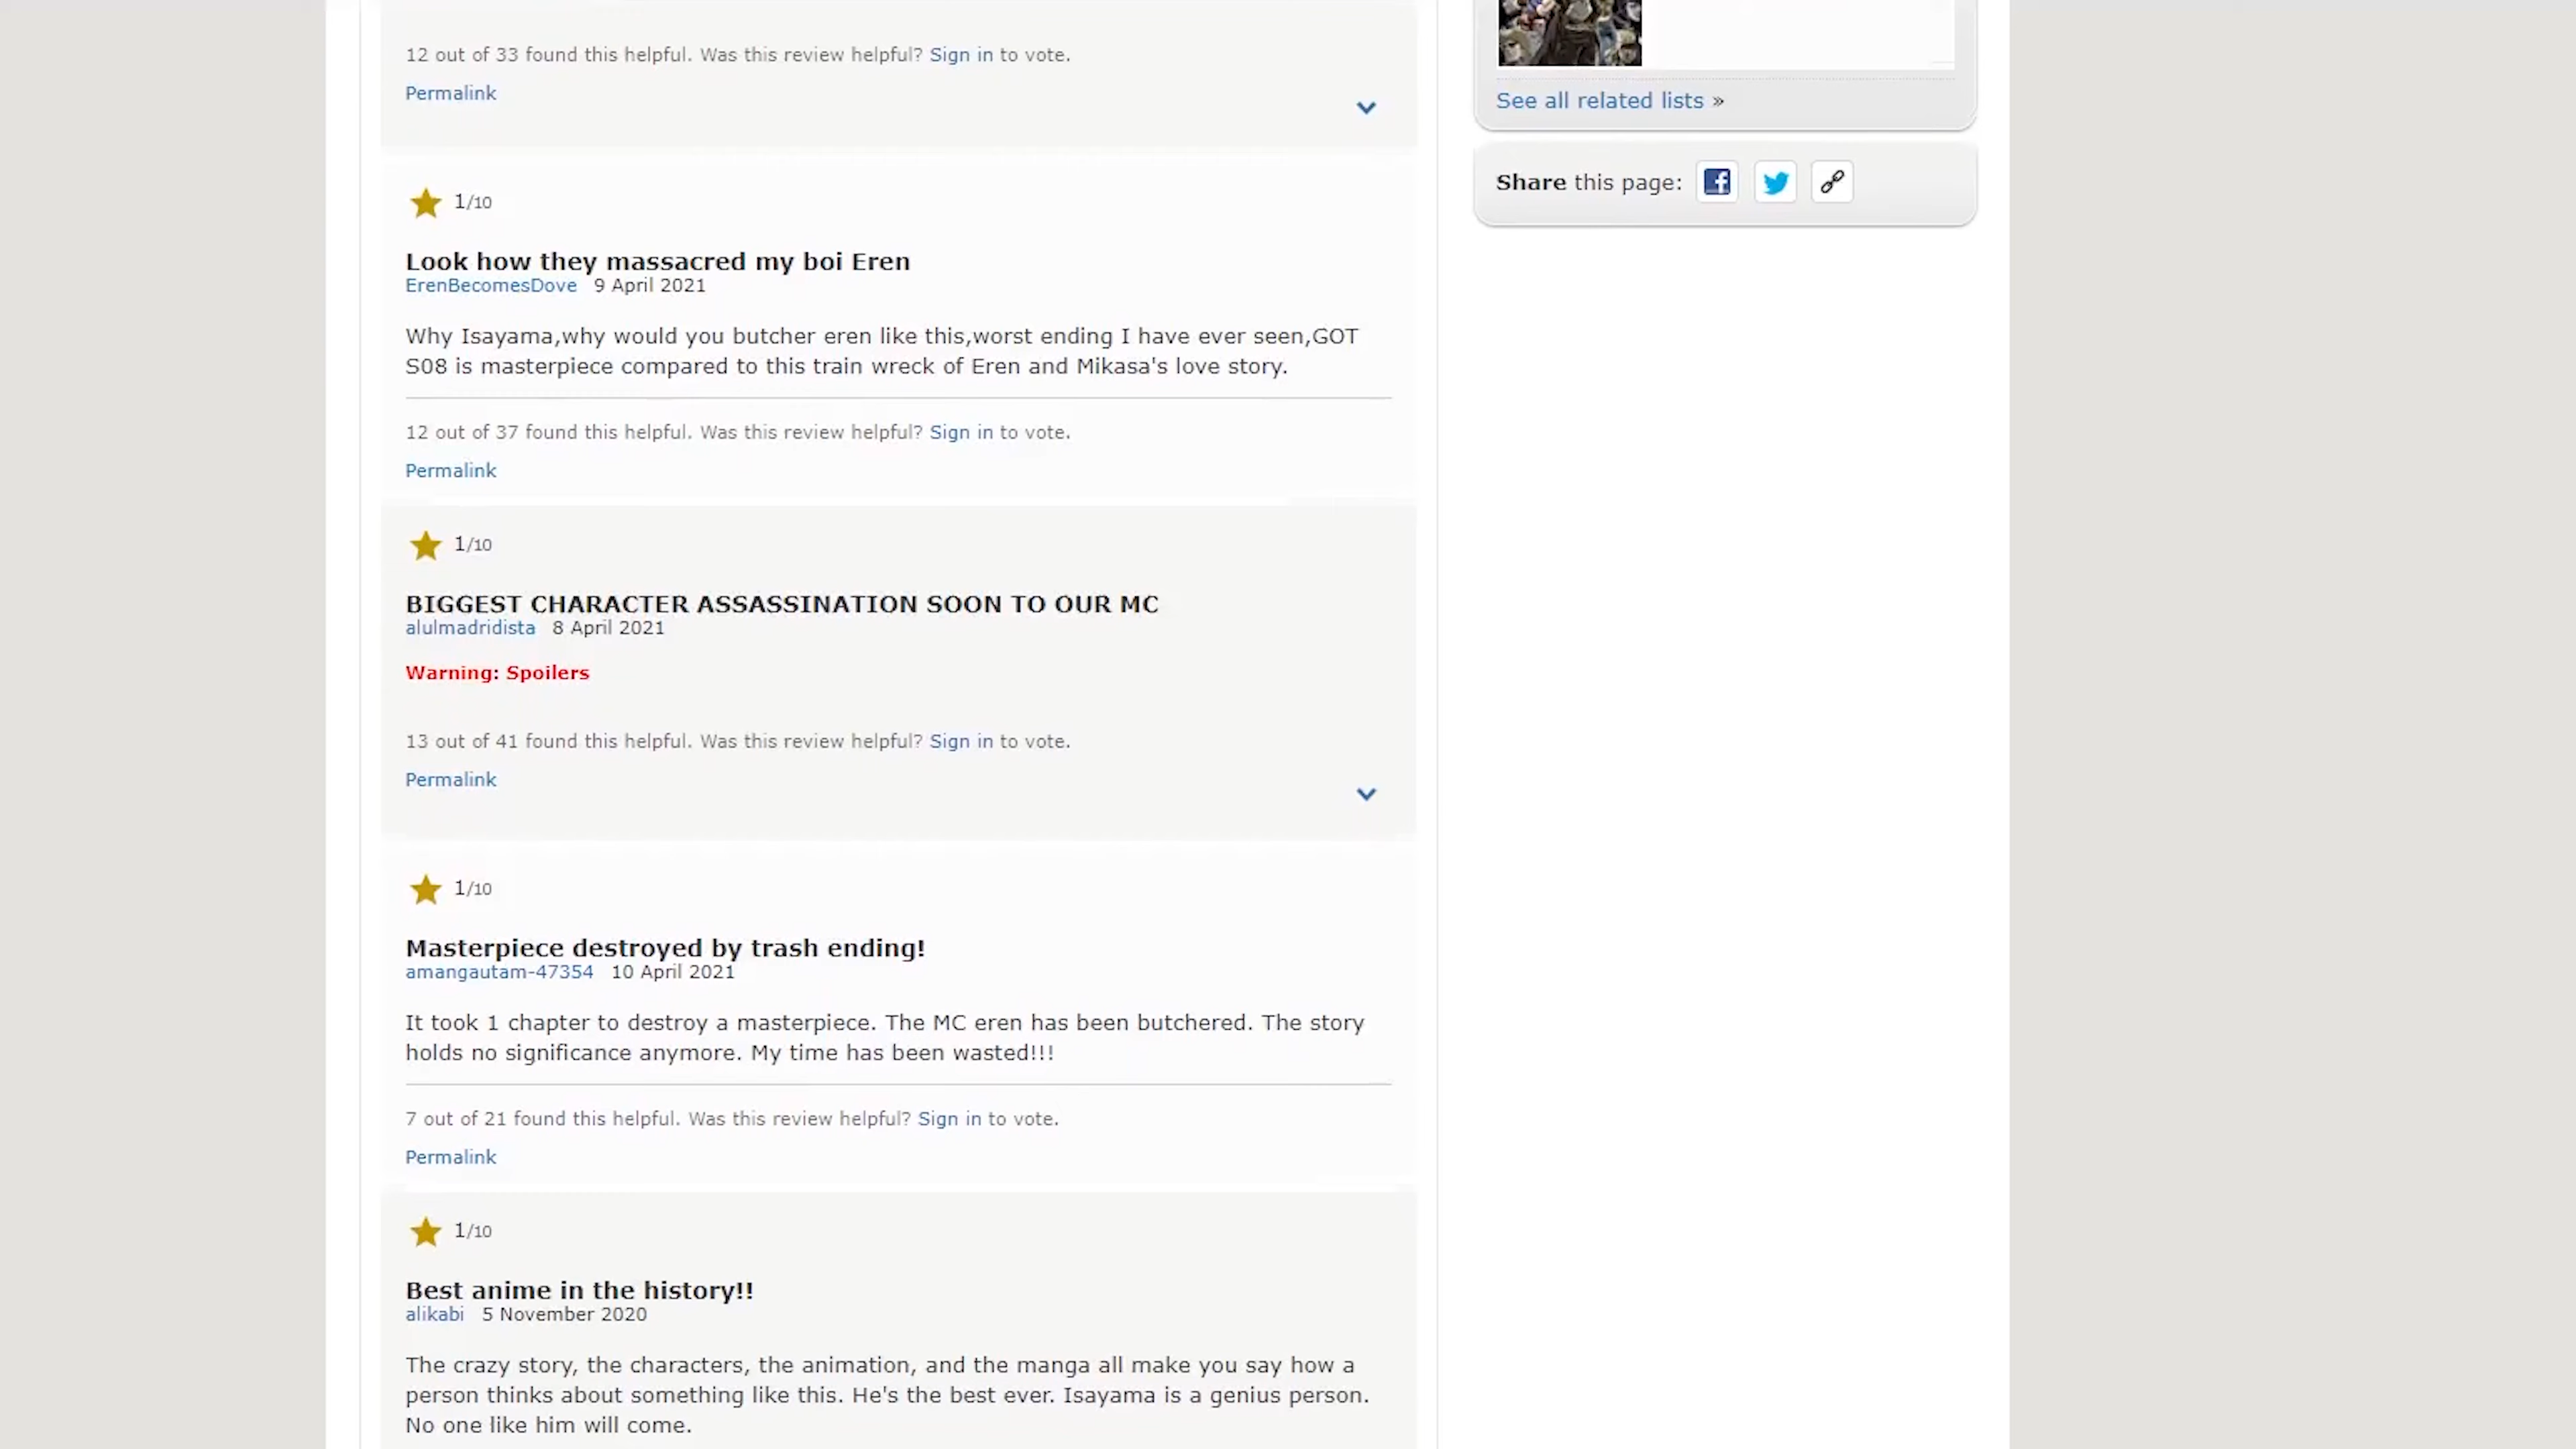 12 out of 33 found this helpful. Was this review helpful? Sign in to vote.
Permalink
1/10
Look how they massacred my boi Eren
ErenBecomesDove 9 April 2021
Why Isayama,why would you butcher eren like this,worst ending I have ever seen,GOT
S08 is masterpiece compared to this train wreck of Eren and Mikasa's love story.
12 out of 37 found this helpful. Was this review helpful? Sign in to vote.
Permalink
1/10
BIGGEST CHARACTER ASSASSINATION SOON TO OUR MC
alulmadridista 8 April 2021
Warning: Spoilers
13 out of 41 found this helpful. Was this review helpful? Sign in to vote.
Permalink
1/10
Masterpiece destroyed by trash ending!
amangautam-47354 10 April 2021
It took 1 chapter to destroy a masterpiece. The MC eren has been butchered. The story
holds no significance anymore. My time has been wasted!!!
7 out of 21 found this helpful. Was this review helpful? Sign in to vote.
Permalink
1/10
Best anime in the history!!
alikabi 5 November 2020
The crazy story, the characters, the animation, and the manga all make you say how a
person thinks about something like this. He's the best ever. Isayama is a genius person.
No one like him will come.
See all related lists »
Share this page: